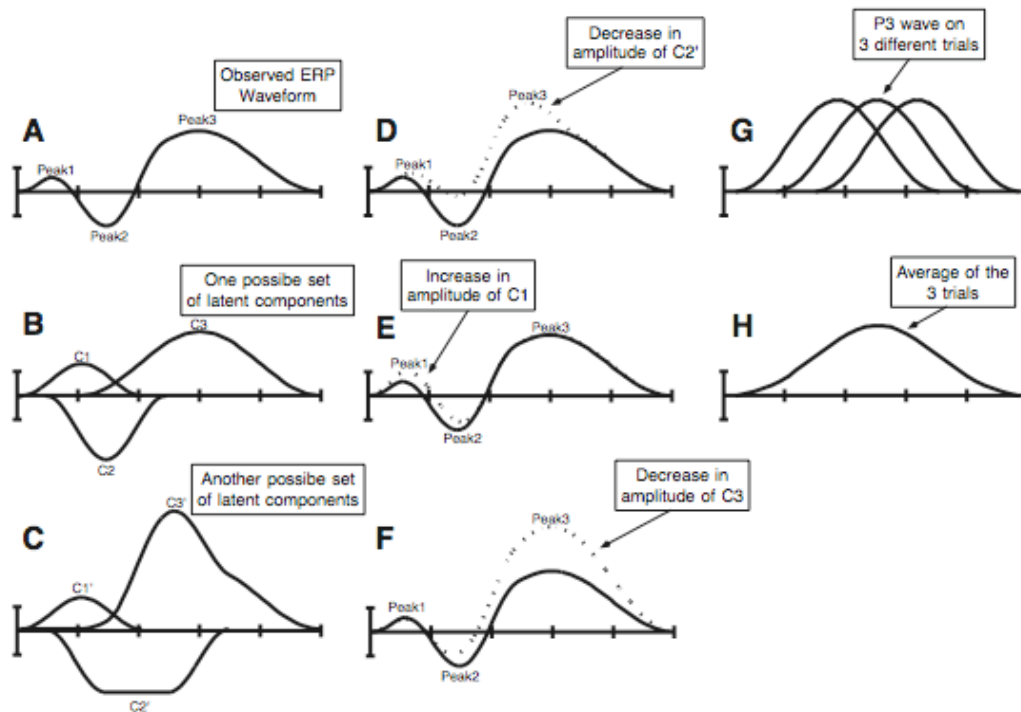 Observed ERP
Waveform
Decrease in
amplitude of C2'
P3 wave on
3 different trials
A
Peak1
Peak2
Peak3
D
Peak1
Peak2
Peak3
G
One possibe set
of latent components
Increase in
amplitude of C1
Average of the
3 trials
B
C1
C2
C3
E
Peak1
Peak2
Peak3
H
Another possibe set
of latent components
Decrease in
amplitude of C3
C
C1'
C2'
C3'
F
Peak1
Peak2
Peak3